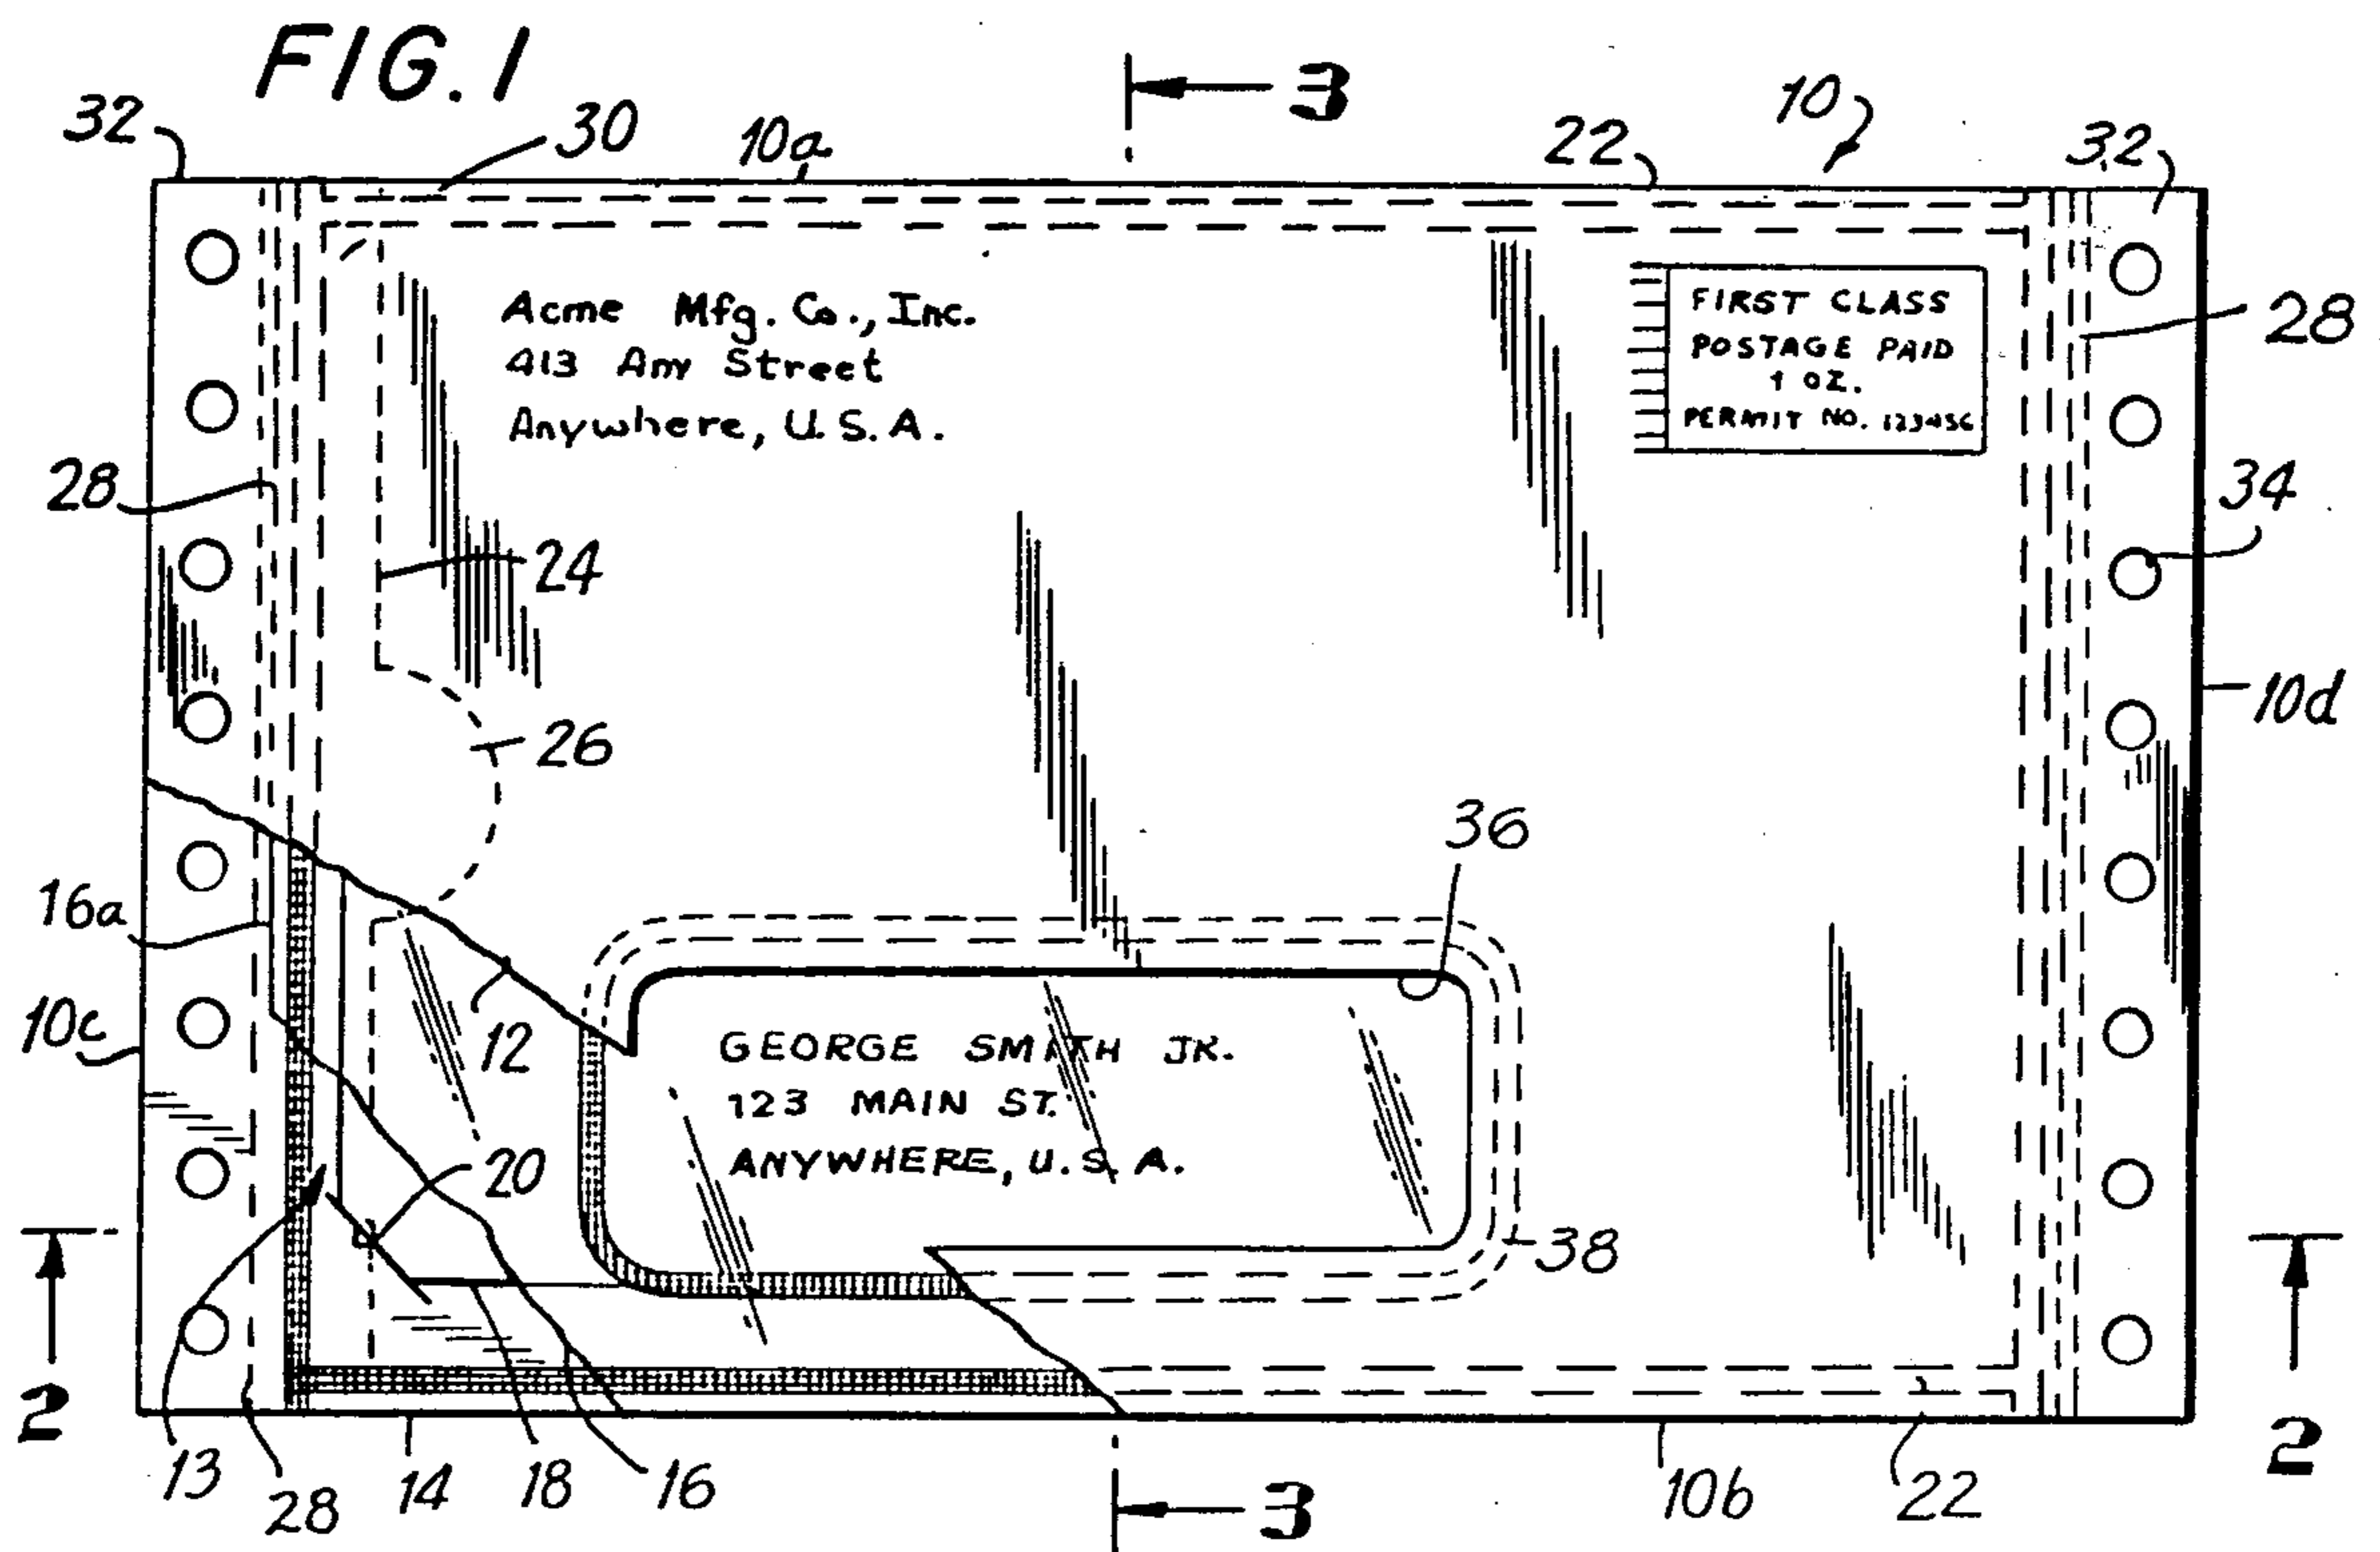 FIG. 1
32
30
10a
3
22
10
32
Acme Mfg. Co., Inc.
413 Any Street
Anywhere, U.S.A.
FIRST CLASS
POSTAGE PAID
1 OZ.
PERMIT NO. 123456
28
28
34
24
26
10d
36
16a
12
10c
GEORGE SMITH JR.
123 MAIN ST.
ANYWHERE, U.S.A.
20
38
2
2
13
28
14
18
16
3
10b
22